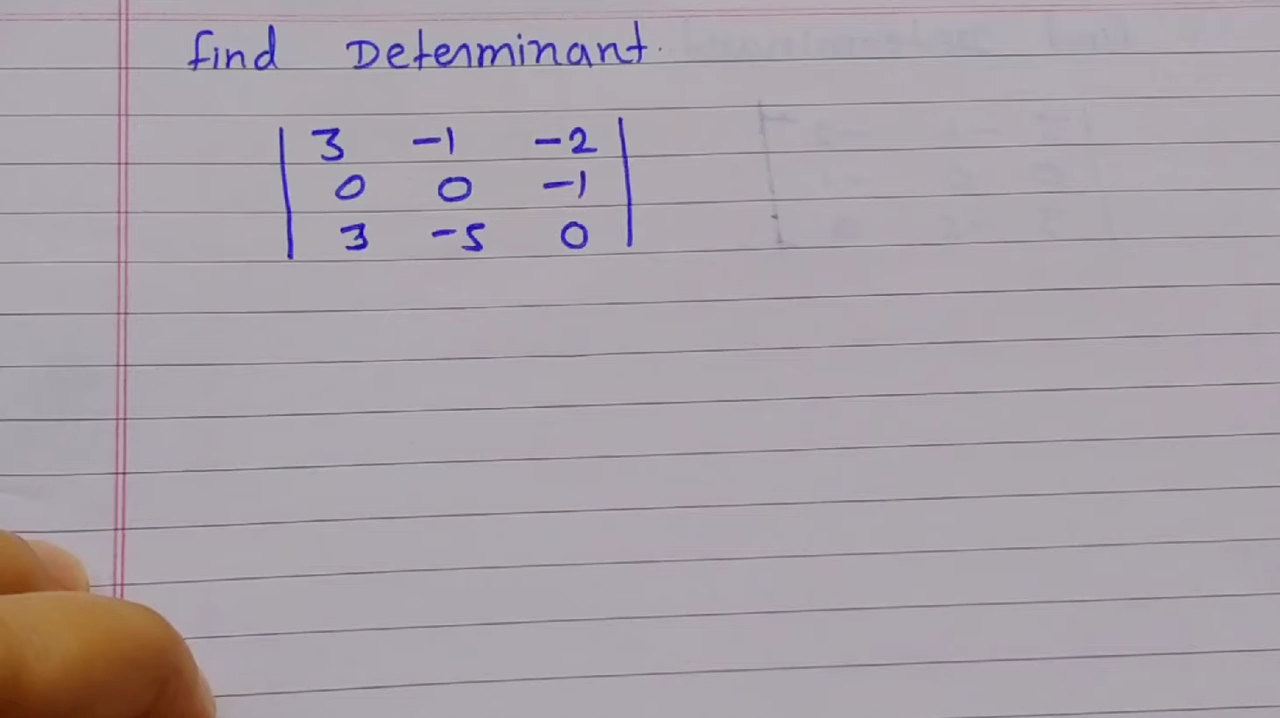 find Determinant.
| 3 -1 -2 |
| 0 0 -1 |
| 3 -5 0 |